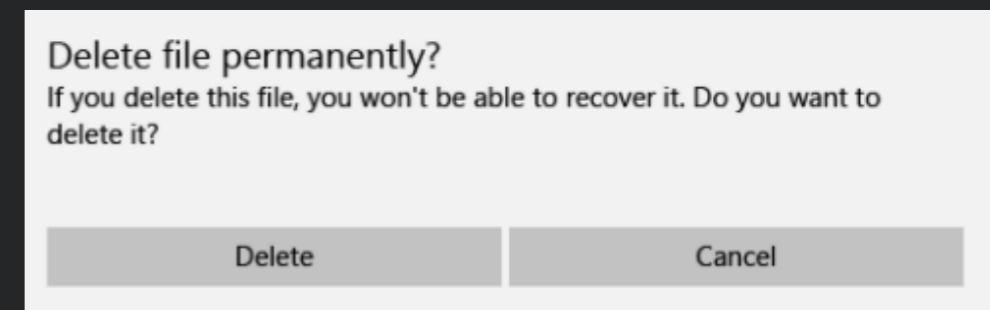 Delete file permanently?
If you delete this file, you won't be able to recover it. Do you want to
delete it?
Delete
Cancel